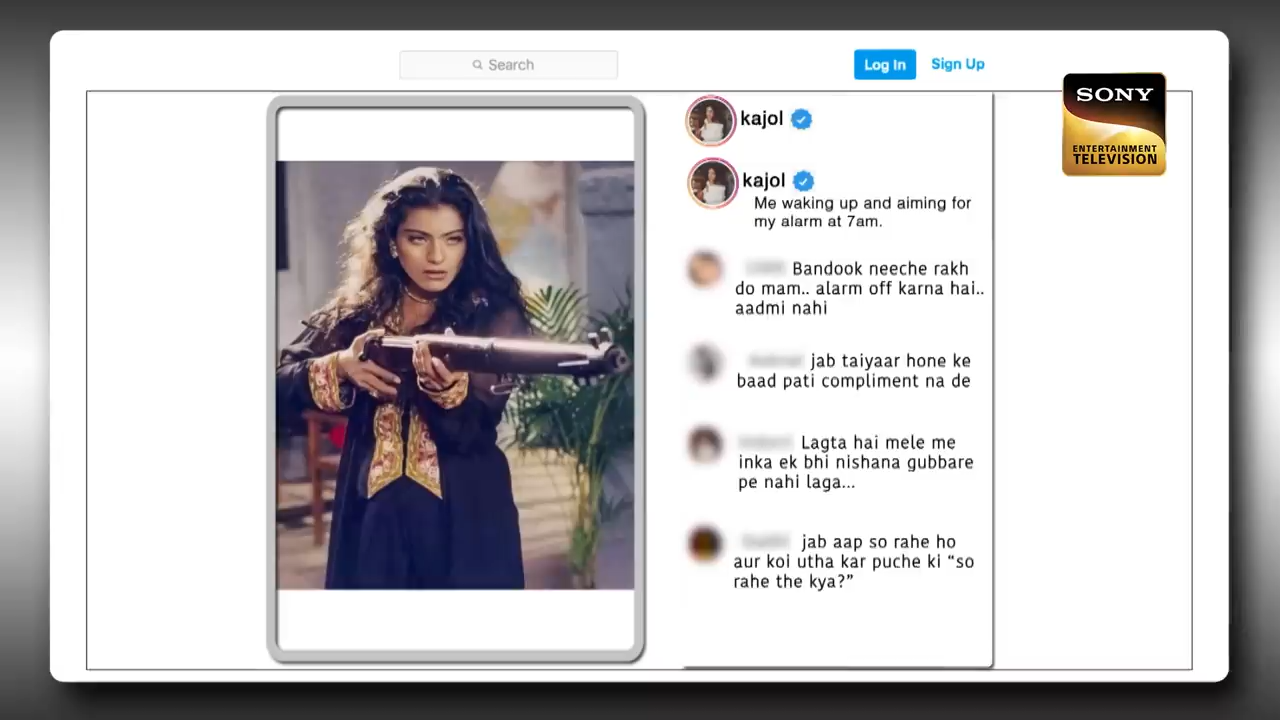 Search
Log In
Sign Up
SONY
ENTERTAINMENT
TELEVISION
kajol
kajol
Me waking up and aiming for
my alarm at 7am.
Bandook neeche rakh
do mam.. alarm off karna hai..
aadmi nahi
jab taiyaar hone ke
baad pati compliment na de
Lagta hai mele me
inka ek bhi nishana gubbare
pe nahi laga...
jab aap so rahe ho
aur koi utha kar puche ki “so
rahe the kya?”